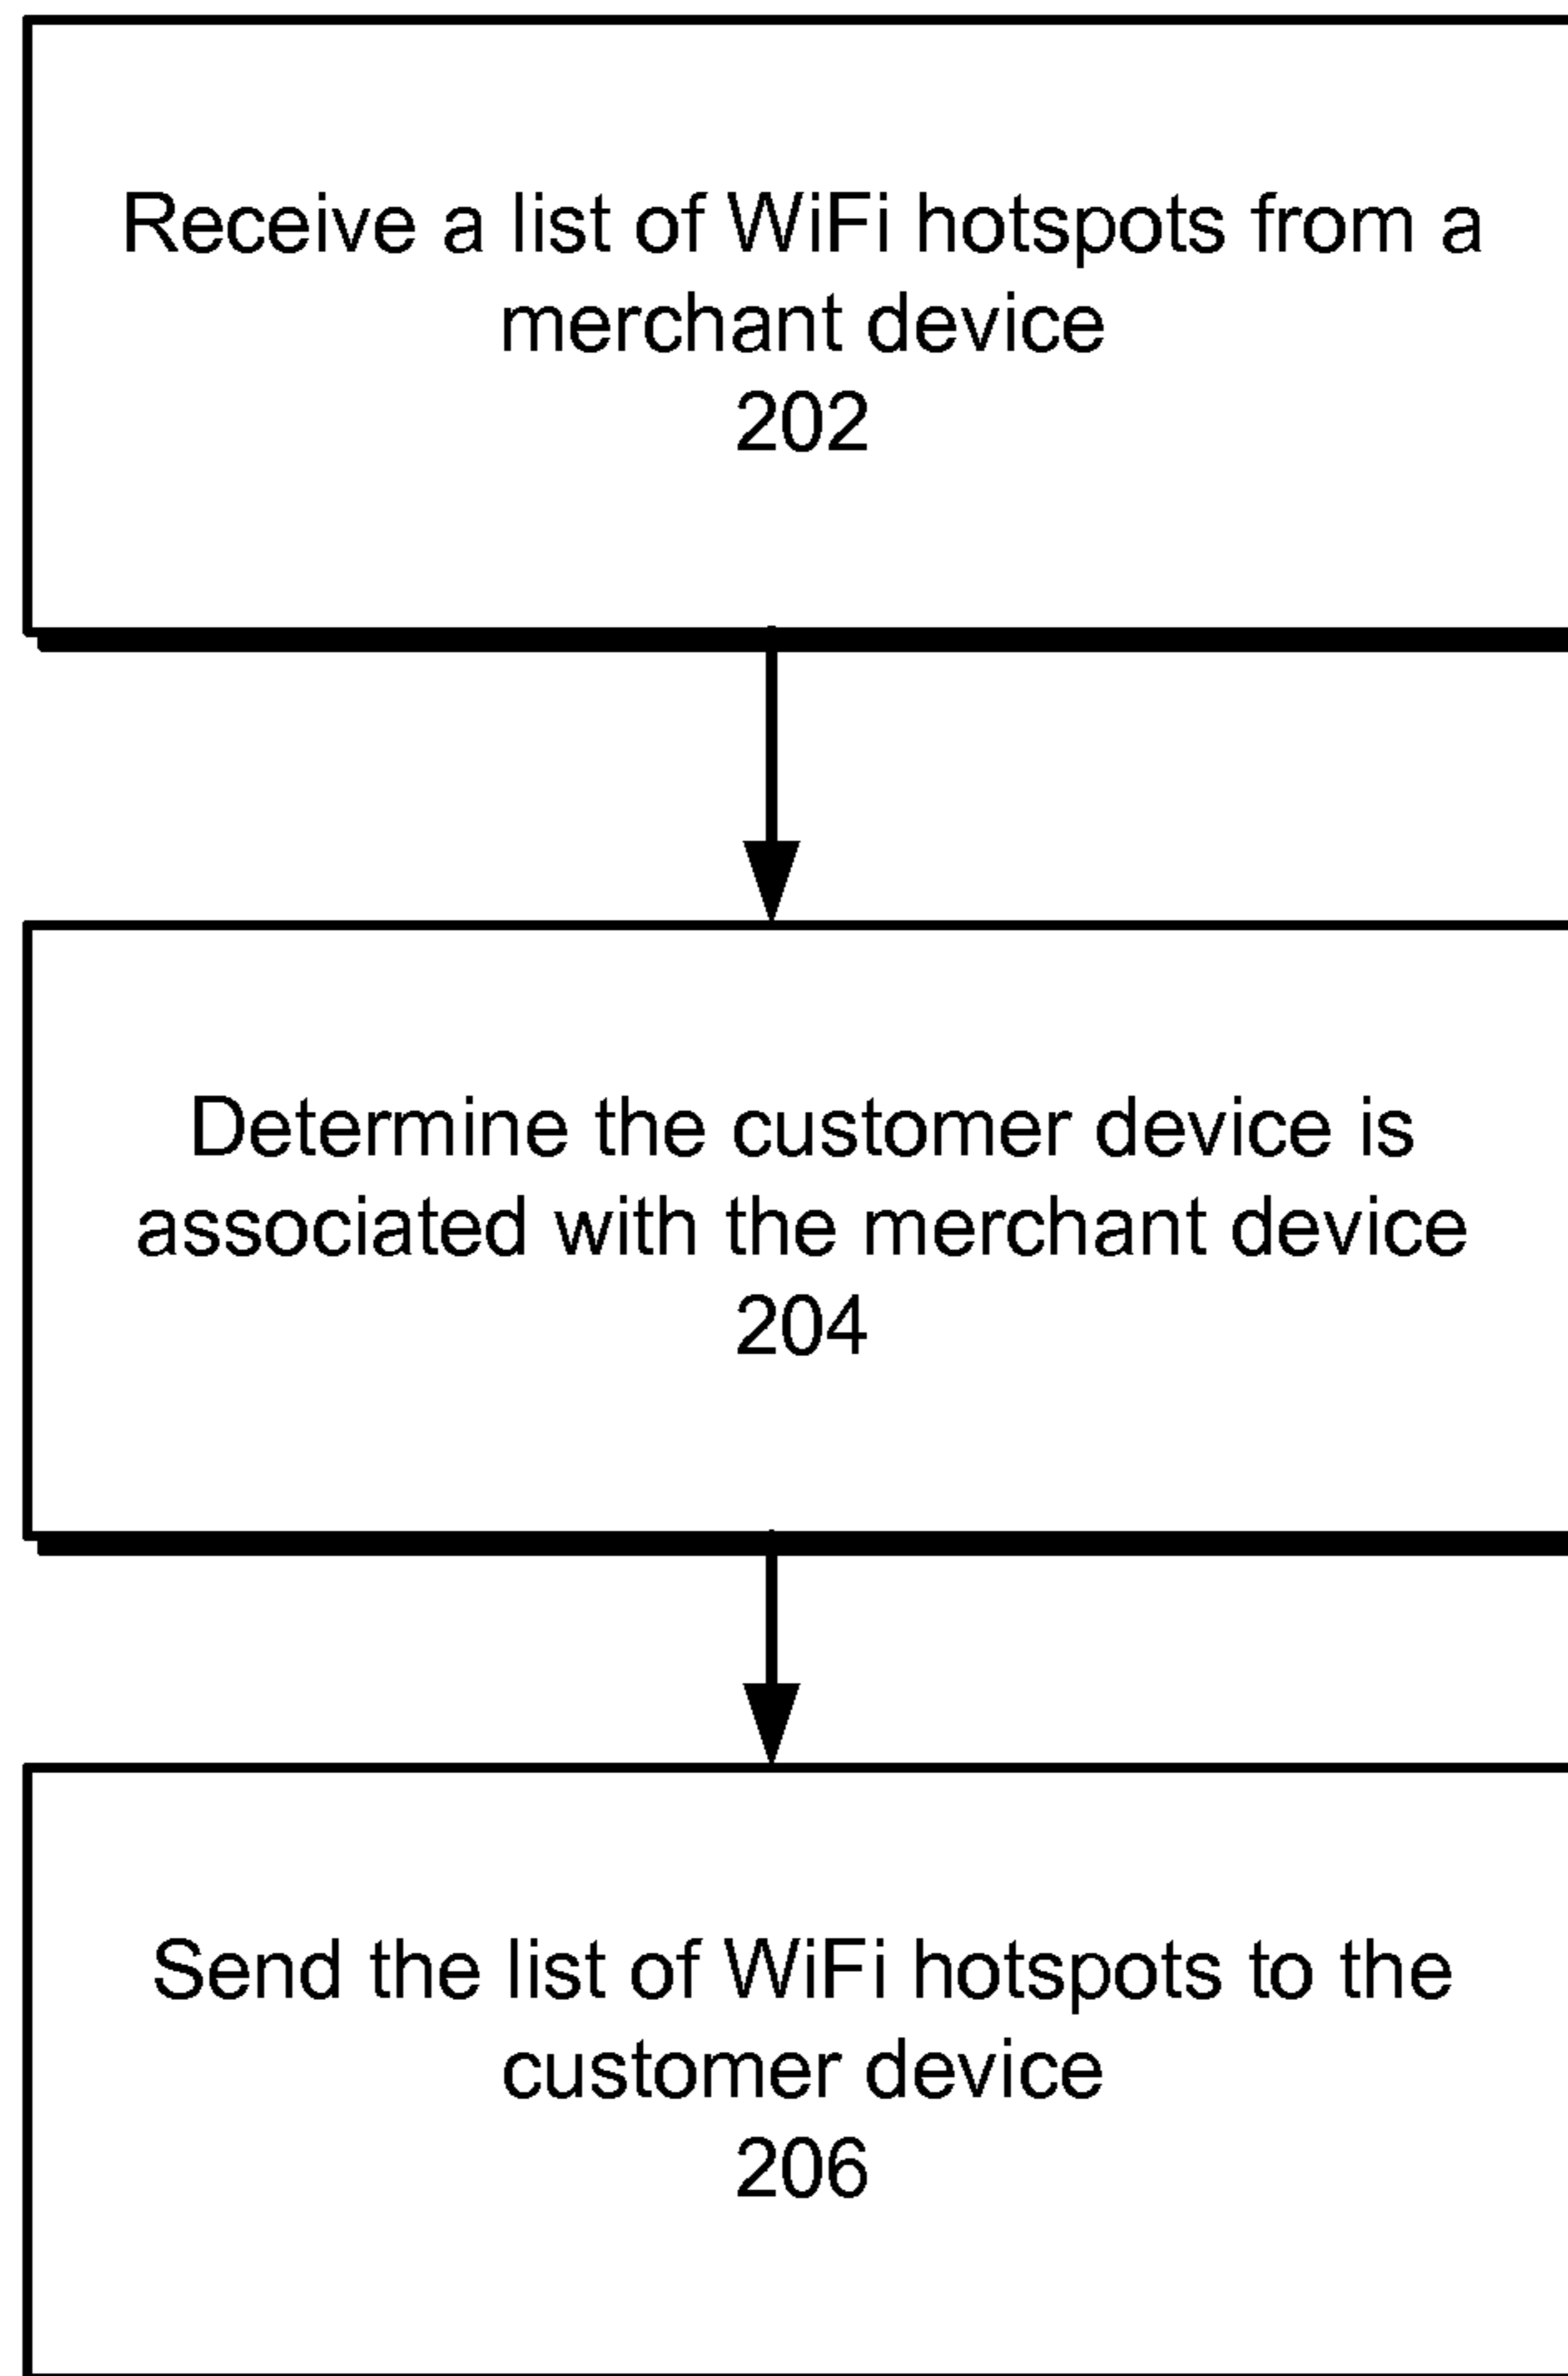 Receive a list of WiFi hotspots from a
merchant device
202
Determine the customer device is
associated with the merchant device
204
Send the list of WiFi hotspots to the
customer device
206